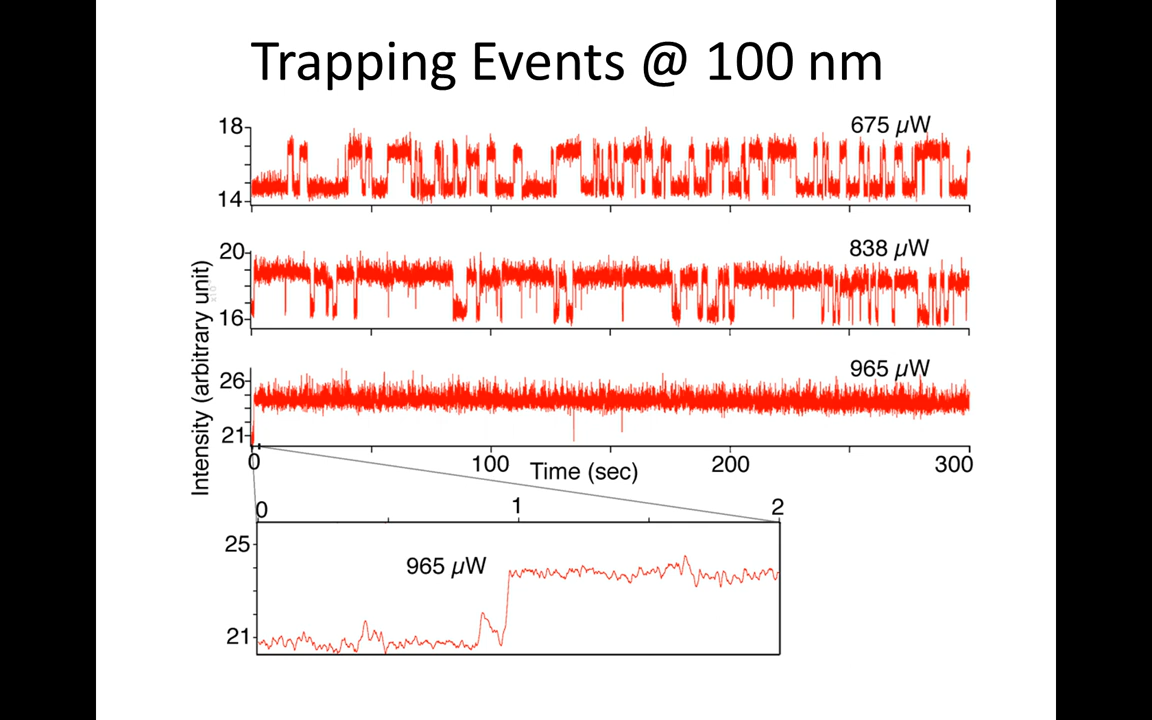 Trapping Events @ 100 nm
675 µW
18
14
838 µW
20
16
965 µW
26
21
Intensity (arbitrary unit)
0
100
200
300
Time (sec)
0
1
2
965 µW
25
21